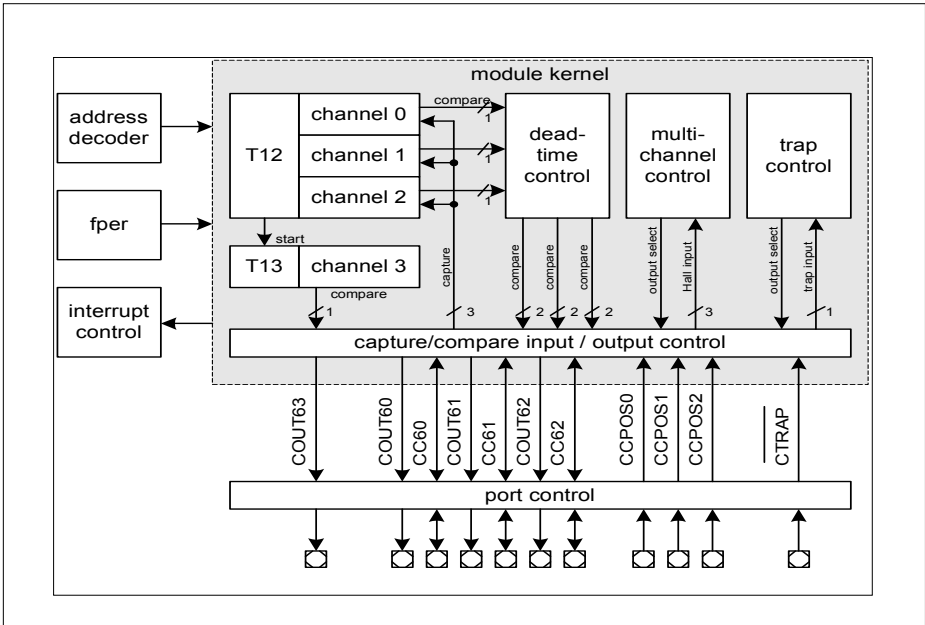 module kernel
address
decoder
fper
interrupt
control
T12
channel 0
channel 1
channel 2
compare
1
1
1
dead-
time
control
multi-
channel
control
trap
control
start
T13
channel 3
compare
1
capture
3
compare
2
compare
2
compare
2
output select
Hall input
3
output select
trap input
1
capture/compare input / output control
COUT63
COUT60
CC60
COUT61
CC61
COUT62
CC62
CCPOS0
CCPOS1
CCPOS2
CTRAP
port control